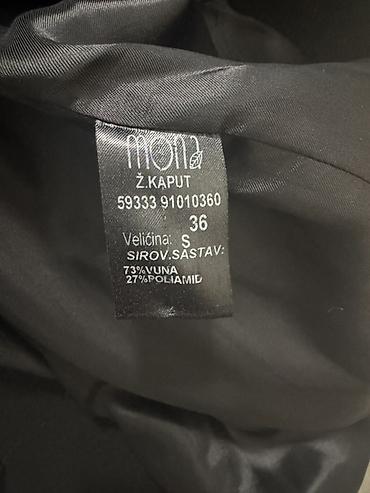 mona
Ž.KAPUT
59333 91010360
36
Veličina: S
SIROV.SASTAV:
73%VUNA
27%POLIAMID